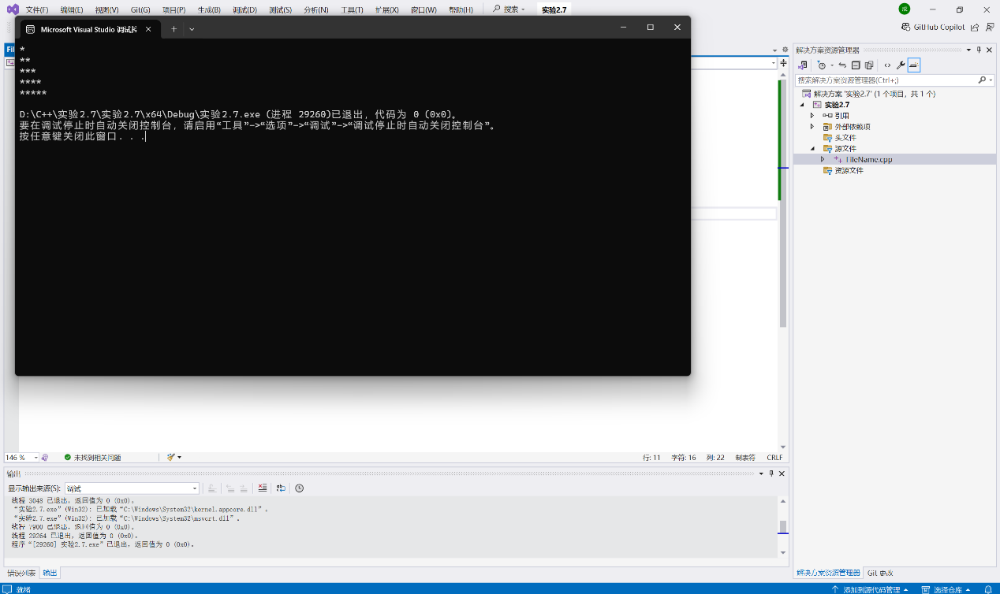 文件(F) 编辑(E) 视图(V) Git(G) 项目(P) 生成(B) 调试(D) 测试(S) 分析(N) 工具(T) 扩展(X) 窗口(W) 帮助(H) 搜索 实验2.7
GitHub Copilot
Microsoft Visual Studio 调试
*
**
***
****
*****
D:\C++\实验2.7\实验2.7\x64\Debug\实验2.7.exe (进程 29260)已退出，代码为 0 (0x0)。
要在调试停止时自动关闭控制台，请启用“工具”->“选项”->“调试”->“调试停止时自动关闭控制台”。
按任意键关闭此窗口. . .
解决方案资源管理器
搜索解决方案资源管理器(Ctrl+;)
解决方案 '实验2.7' (1 个项目，共 1 个)
实验2.7
引用
外部依赖项
头文件
源文件
FileName.cpp
资源文件
146 % 未找到相关问题 行: 11 字符: 16 列: 22 制表符 CRLF
输出
显示输出来源(S): 调试
线程 3048 已退出，返回值为 0 (0x0)。
“实验2.7.exe”(Win32): 已加载“C:\Windows\System32\kernel.appcore.dll”。
“实验2.7.exe”(Win32): 已加载“C:\Windows\System32\msvcrt.dll”。
线程 7900 已退出，返回值为 0 (0x0)。
线程 29264 已退出，返回值为 0 (0x0)。
程序“[29260] 实验2.7.exe”已退出，返回值为 0 (0x0)。
错误列表 输出
解决方案资源管理器 Git 更改
就绪 添加到源代码管理 选择仓库